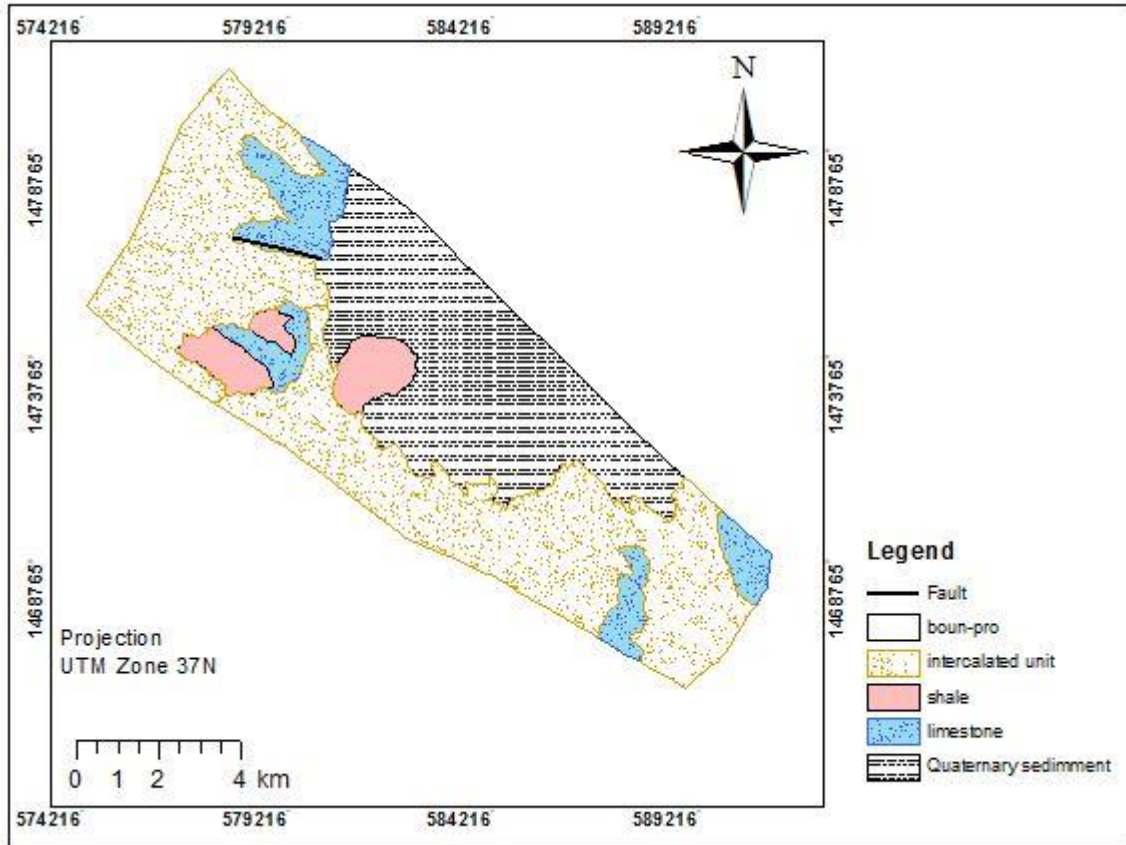 574216 579216 584216 589216
N
1478765
1473765
1468765
1478765
1473765
1468765
Projection
UTM Zone 37N
0 1 2 4 km
Legend
Fault
boun-pro
intercalated unit
shale
limestone
Quaternary sedimment
574216 579216 584216 589216